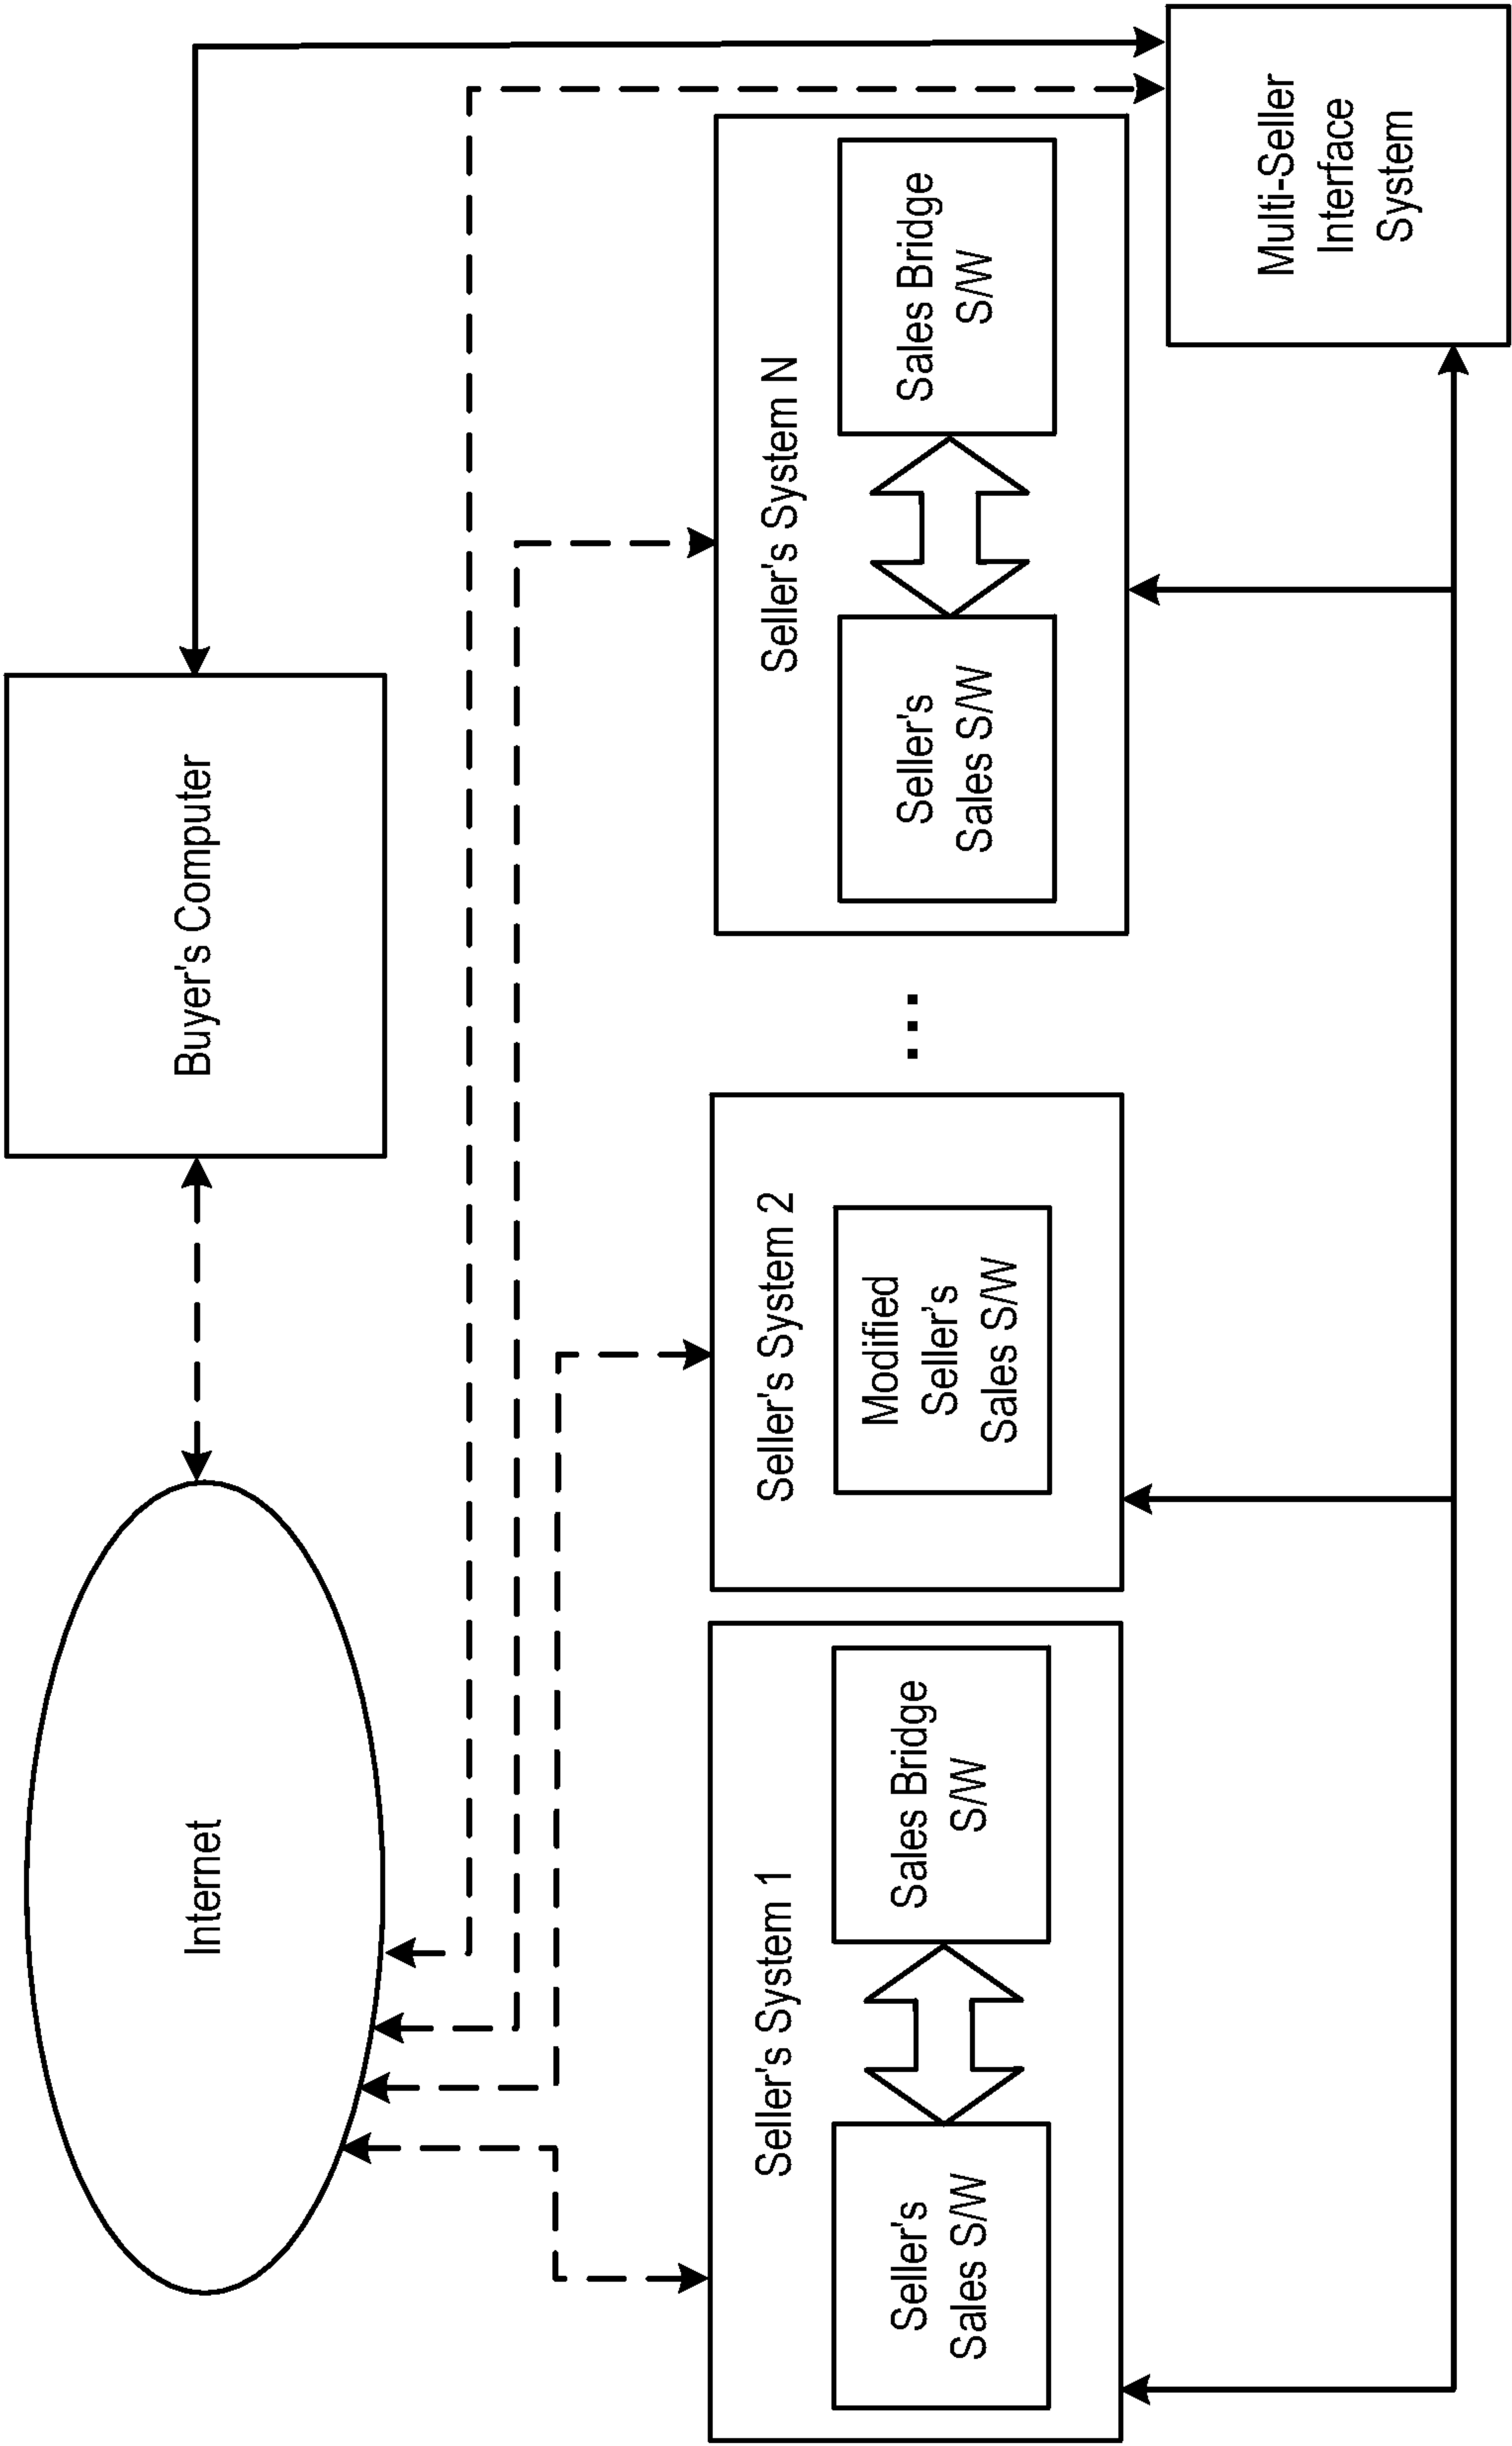 Internet
Buyer's Computer
Seller's System 1
Seller's
Sales S/W
Sales Bridge
S/W
Seller's System 2
Modified
Seller's
Sales S/W
...
Seller's System N
Seller's
Sales S/W
Sales Bridge
S/W
Multi-Seller
Interface
System